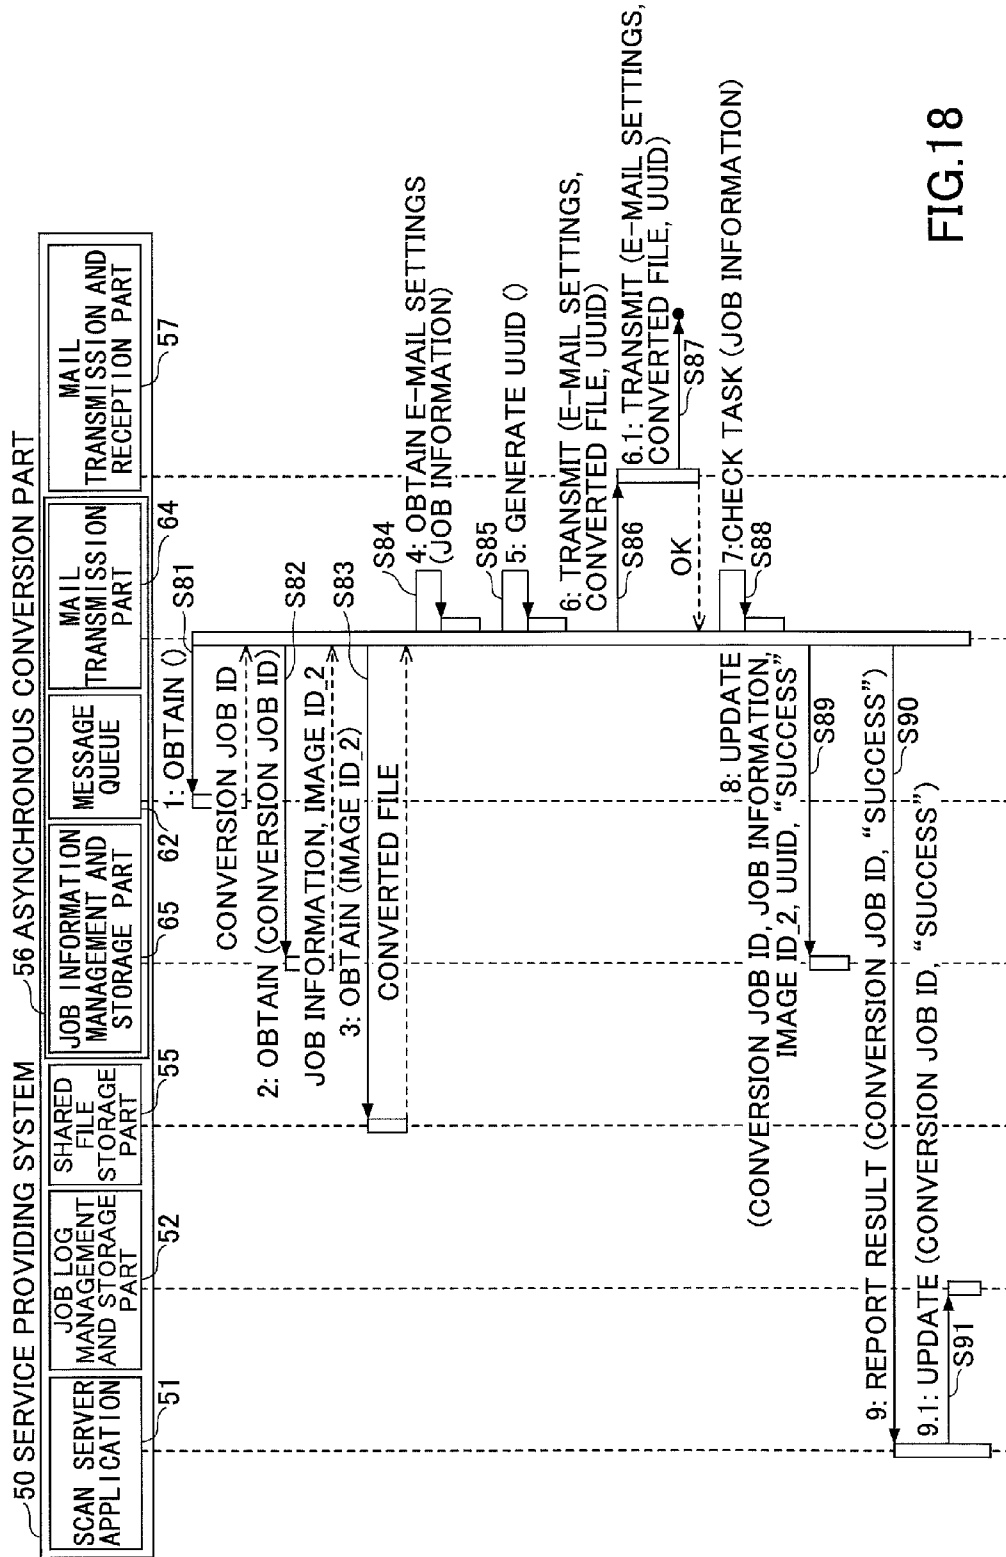 50 SERVICE PROVIDING SYSTEM
56 ASYNCHRONOUS CONVERSION PART
SCAN SERVER
APPLICATION
51
JOB LOG
MANAGEMENT
AND STORAGE
PART
52
SHARED
FILE
STORAGE
PART
55
JOB INFORMATION
MANAGEMENT AND
STORAGE PART
65
MESSAGE
QUEUE
62
MAIL
TRANSMISSION
PART
64
MAIL
TRANSMISSION AND
RECEPTION PART
57
1: OBTAIN ()
S81
CONVERSION JOB ID
2: OBTAIN (CONVERSION JOB ID)
S82
JOB INFORMATION, IMAGE ID_2
3: OBTAIN (IMAGE ID_2)
S83
CONVERTED FILE
S84
4: OBTAIN E-MAIL SETTINGS
(JOB INFORMATION)
S85
5: GENERATE UUID ()
6: TRANSMIT (E-MAIL SETTINGS,
CONVERTED FILE, UUID)
S86
6.1: TRANSMIT (E-MAIL SETTINGS,
CONVERTED FILE, UUID)
S87
OK
7:CHECK TASK (JOB INFORMATION)
S88
8: UPDATE
(CONVERSION JOB ID, JOB INFORMATION,
IMAGE ID_2, UUID, "SUCCESS"
S89
9: REPORT RESULT (CONVERSION JOB ID, "SUCCESS")
S90
9.1: UPDATE (CONVERSION JOB ID, "SUCCESS")
S91
FIG.18